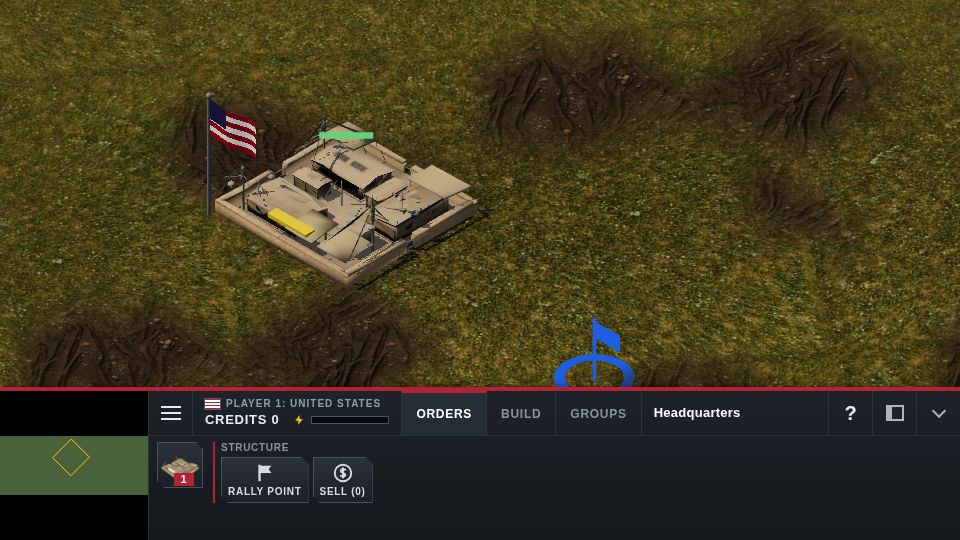 PLAYER 1: UNITED STATES
CREDITS 0
ORDERS
BUILD
GROUPS
Headquarters
?
STRUCTURE
1
RALLY POINT
SELL (0)